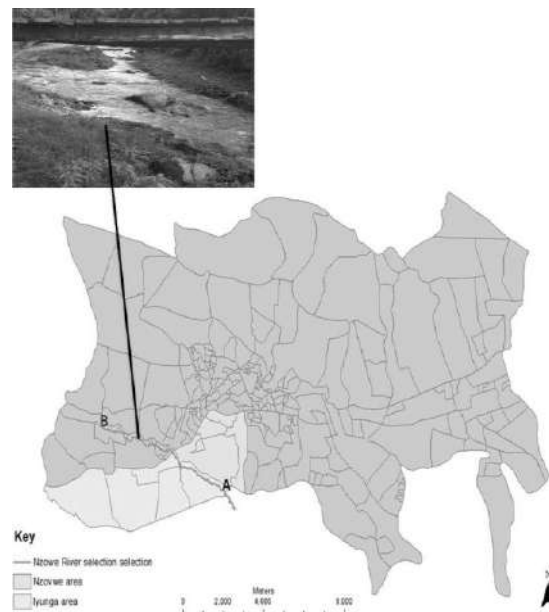 B
A
Key
Nzowe River selection selection
Nzovwe area
Iyunga area
Meters
0 2,000 4,000 8,000